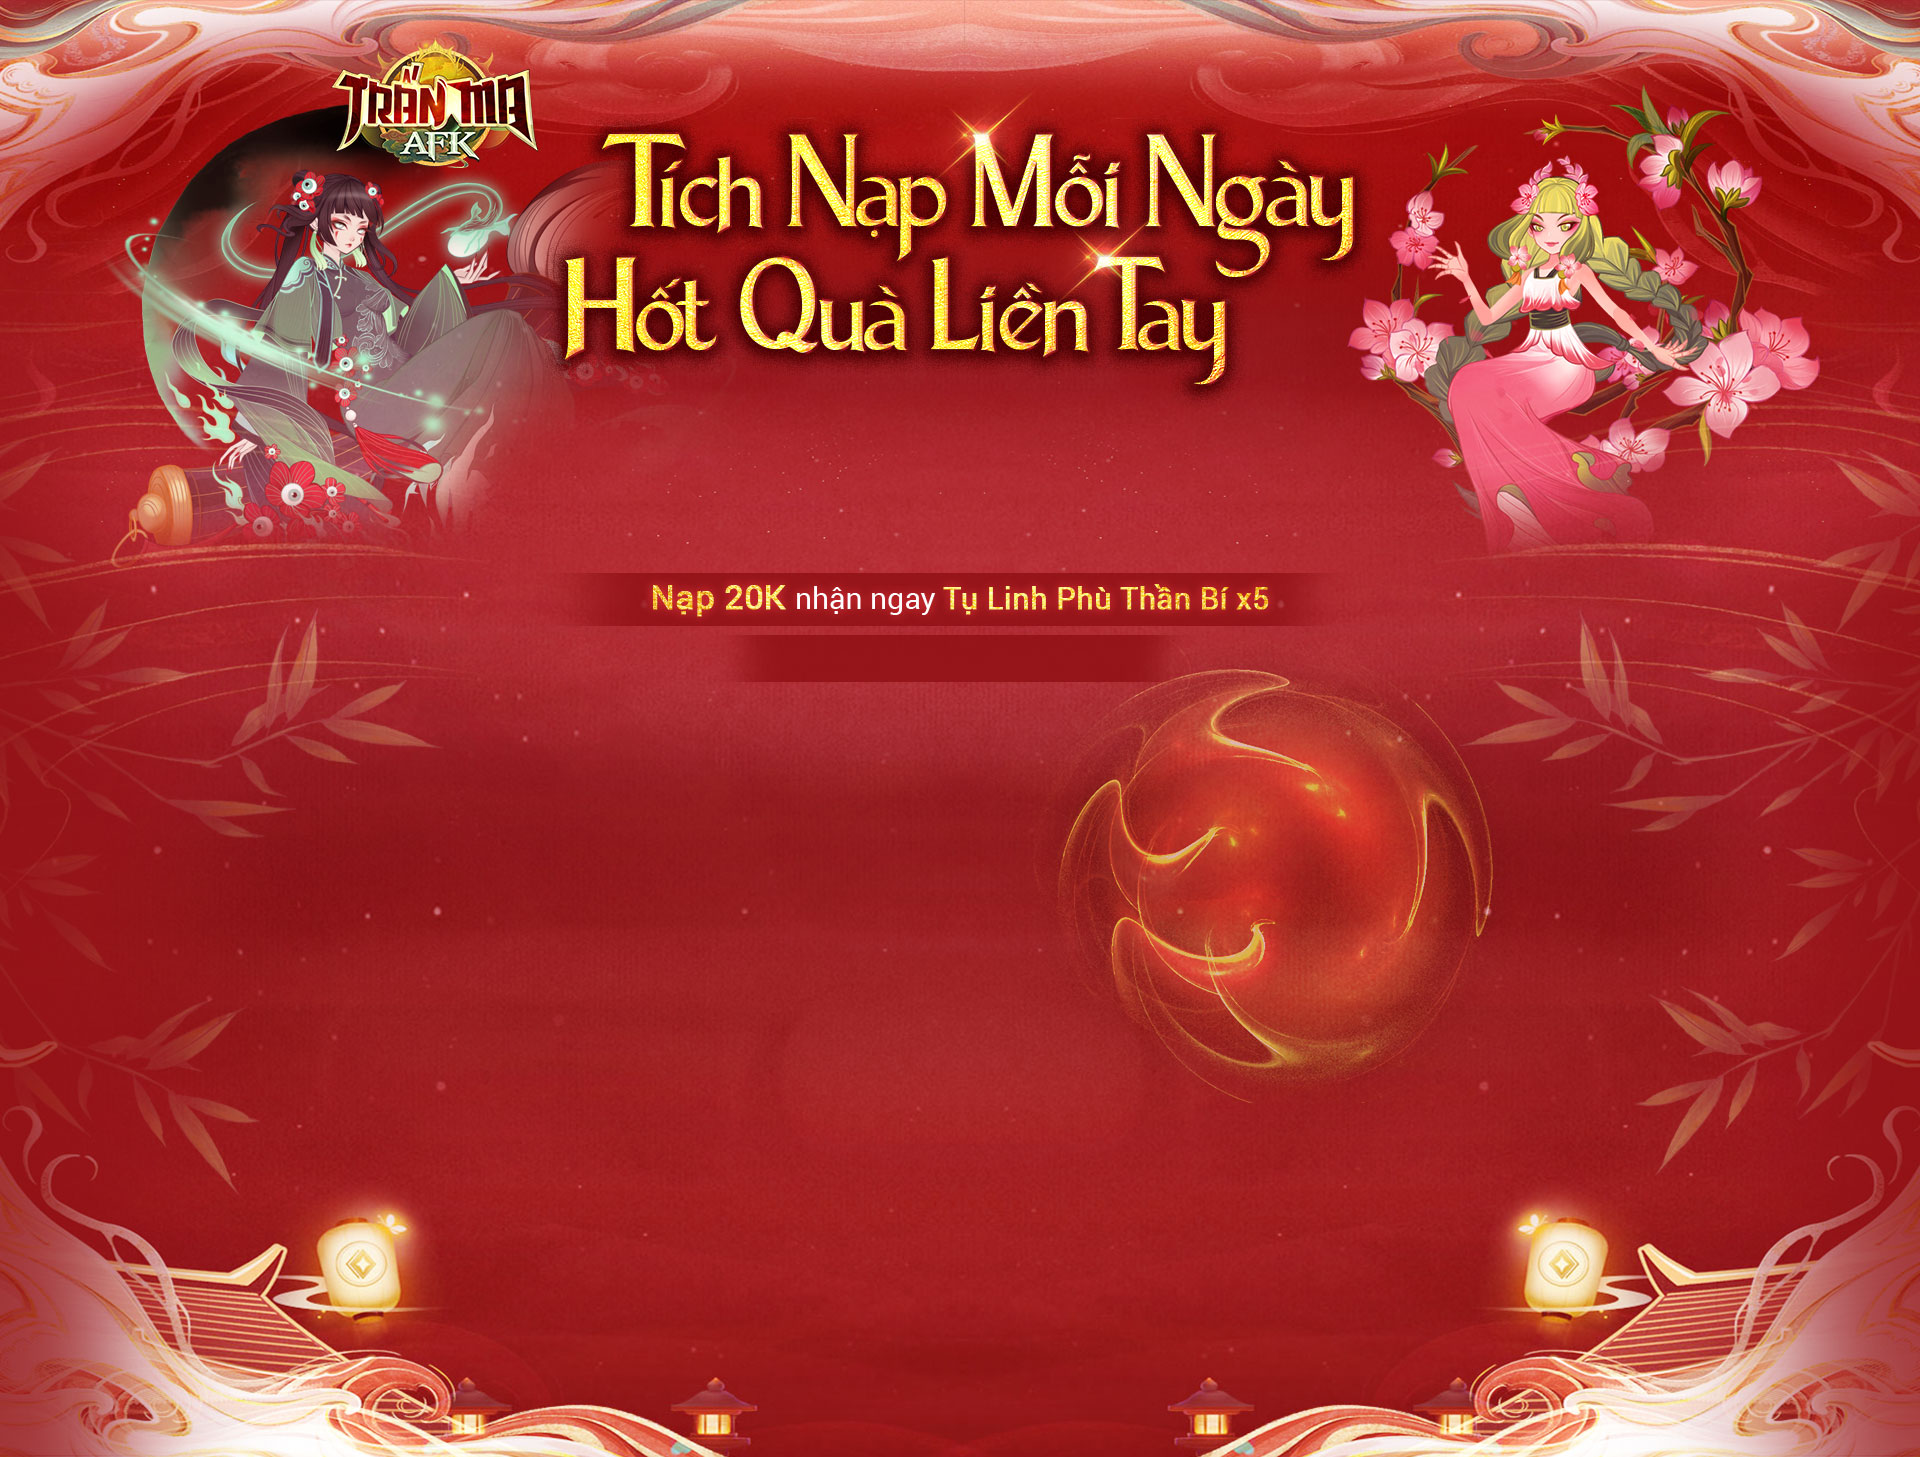 TRẤN MA
AFK
Tích Nạp Mỗi Ngày
Hốt Quà Liền Tay
Nạp 20K nhận ngay Tụ Linh Phù Thần Bí x5